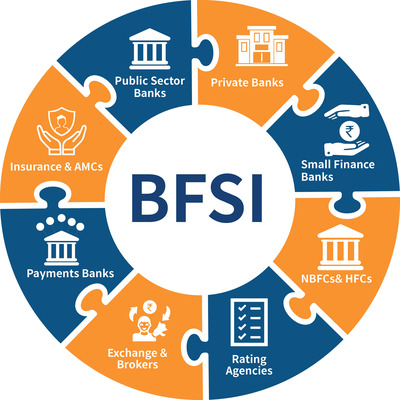 Public Sector
Banks
Private Banks
Small Finance
Banks
NBFCs& HFCs
Rating
Agencies
Exchange &
Brokers
Payments Banks
Insurance & AMCs
BFSI
₹
₹